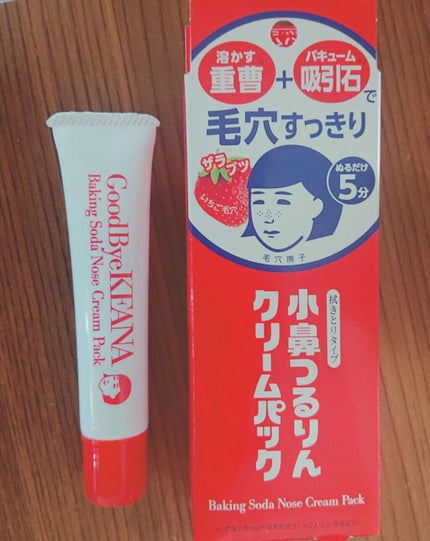 GoodBye KEANA
Baking Soda Nose Cream Pack
溶かす
重曹
+
バキューム
吸引石
で
毛穴すっきり
ザラブツ
いちご毛穴
ぬるだけ
5分
毛穴撫子
拭きとりタイプ
小鼻つるりん
クリームパック
Baking Soda Nose Cream Pack